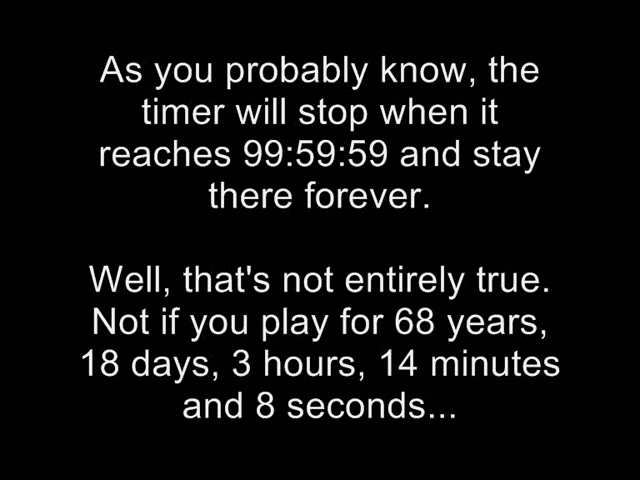 As you probably know, the
timer will stop when it
reaches 99:59:59 and stay
there forever.
Well, that's not entirely true.
Not if you play for 68 years,
18 days, 3 hours, 14 minutes
and 8 seconds...